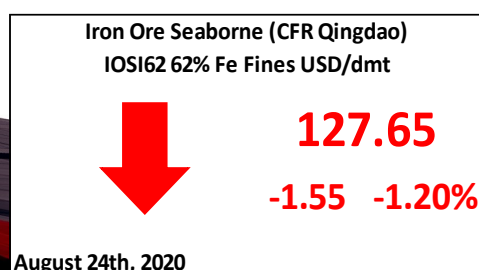 Iron Ore Seaborne (CFR Qingdao)
IOSI62 62% Fe Fines USD/dmt
127.65
-1.55 -1.20%
August 24th, 2020